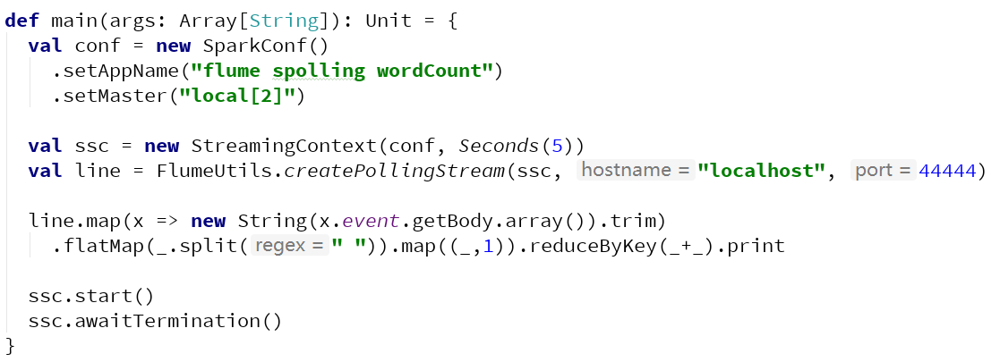 def main(args: Array[String]): Unit = {
  val conf = new SparkConf()
    .setAppName("flume spolling wordCount")
    .setMaster("local[2]")

  val ssc = new StreamingContext(conf, Seconds(5))
  val line = FlumeUtils.createPollingStream(ssc, hostname = "localhost", port = 44444)

  line.map(x => new String(x.event.getBody.array()).trim)
    .flatMap(_.split( regex = " ")).map((_,1)).reduceByKey(_+_).print

  ssc.start()
  ssc.awaitTermination()
}